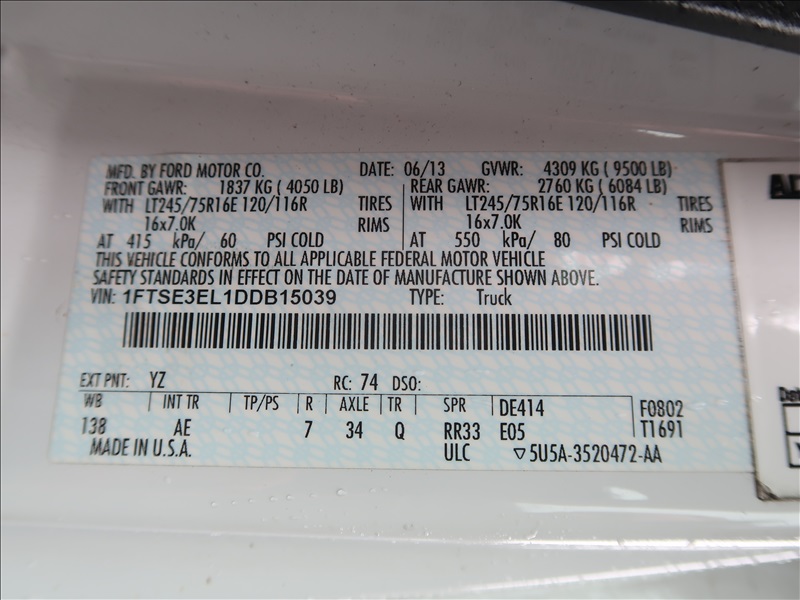 MFD. BY FORD MOTOR CO. DATE: 06/13 GVWR: 4309 KG ( 9500 LB)
FRONT GAWR: 1837 KG ( 4050 LB) REAR GAWR: 2760 KG ( 6084 LB)
WITH LT245/75R16E 120/116R TIRES WITH LT245/75R16E 120/116R TIRES
16x7.0K RIMS 16x7.0K RIMS
AT 415 kPa/ 60 PSI COLD AT 550 kPa/ 80 PSI COLD
THIS VEHICLE CONFORMS TO ALL APPLICABLE FEDERAL MOTOR VEHICLE
SAFETY STANDARDS IN EFFECT ON THE DATE OF MANUFACTURE SHOWN ABOVE.
VIN: 1FTSE3EL1DDB15039 TYPE: Truck
EXT PNT: YZ RC: 74 DSO:
WB INT TR TP/PS R AXLE TR SPR DE414 F0802
138 AE 7 34 Q RR33 E05 T1691
MADE IN U.S.A. ULC ▽5U5A-3520472-AA